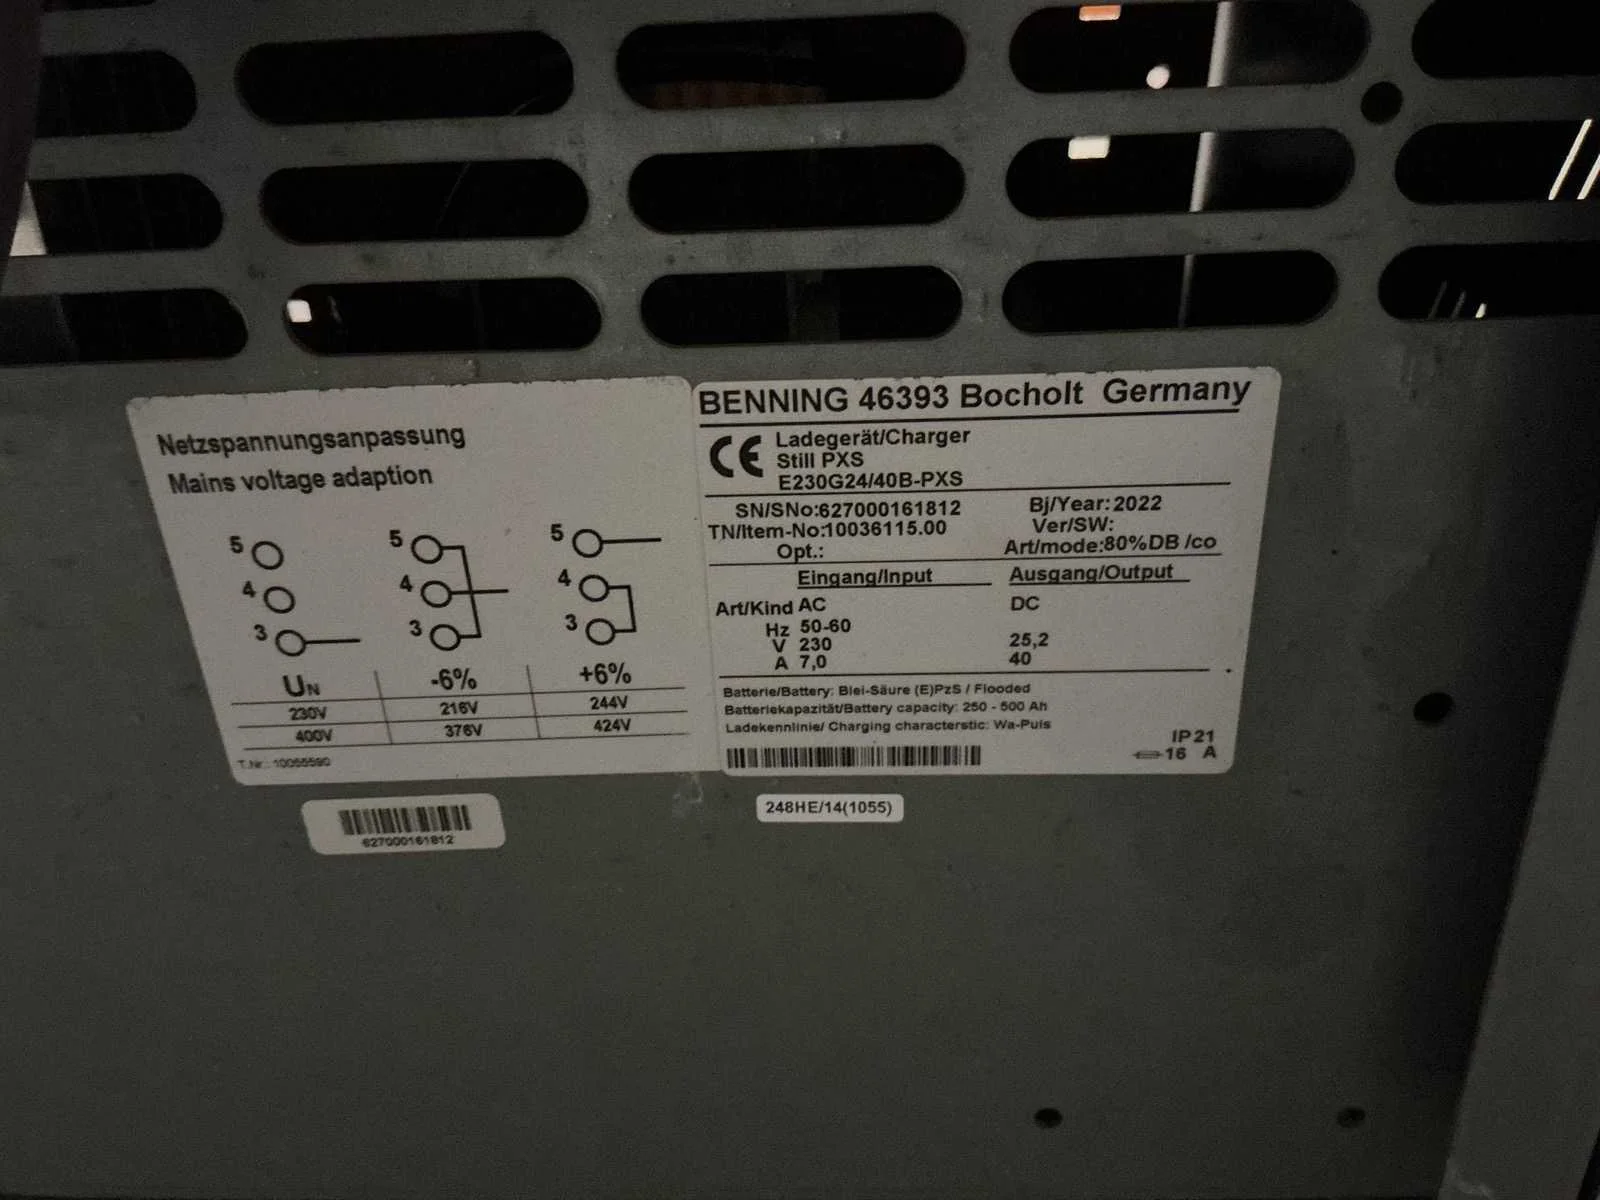 Netzspannungsanpassung
Mains voltage adaption
5 5 5
4 4 4
3 3 3
UN -6% +6%
230V 216V 244V
400V 376V 424V
T.Nr.: 10055590
627000161812
BENNING 46393 Bocholt Germany
CE Ladegerät/Charger
Still PXS
E230G24/40B-PXS
SN/SNo:627000161812 Bj/Year:2022
TN/Item-No:10036115.00 Ver/SW:
Opt.: Art/mode:80%DB /co
Eingang/Input Ausgang/Output
Art/Kind AC DC
Hz 50-60
V 230 25,2
A 7,0 40
Batterie/Battery: Blei-Säure (E)PzS / Flooded
Batteriekapazität/Battery capacity: 250 - 500 Ah
Ladekennlinie/ Charging characterstic: Wa-Puls
IP21
16 A
248HE/14(1055)